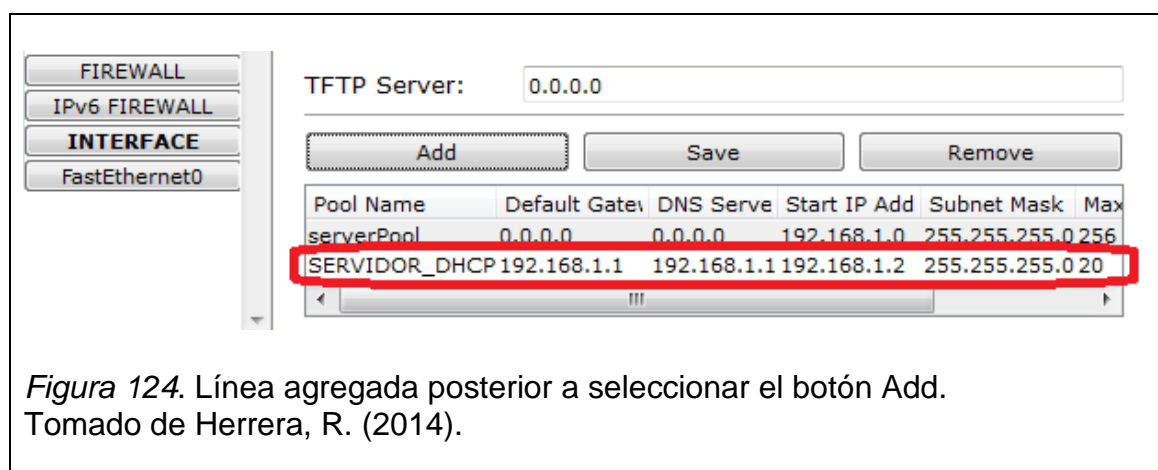 FIREWALL
IPv6 FIREWALL
INTERFACE
FastEthernet0
TFTP Server: 0.0.0.0
Add Save Remove
Pool Name Default Gatew DNS Serve Start IP Add Subnet Mask Max
serverPool 0.0.0.0 0.0.0.0 192.168.1.0 255.255.255.0 256
SERVIDOR_DHCP 192.168.1.1 192.168.1.1 192.168.1.2 255.255.255.0 20
Figura 124. Línea agregada posterior a seleccionar el botón Add.
Tomado de Herrera, R. (2014).